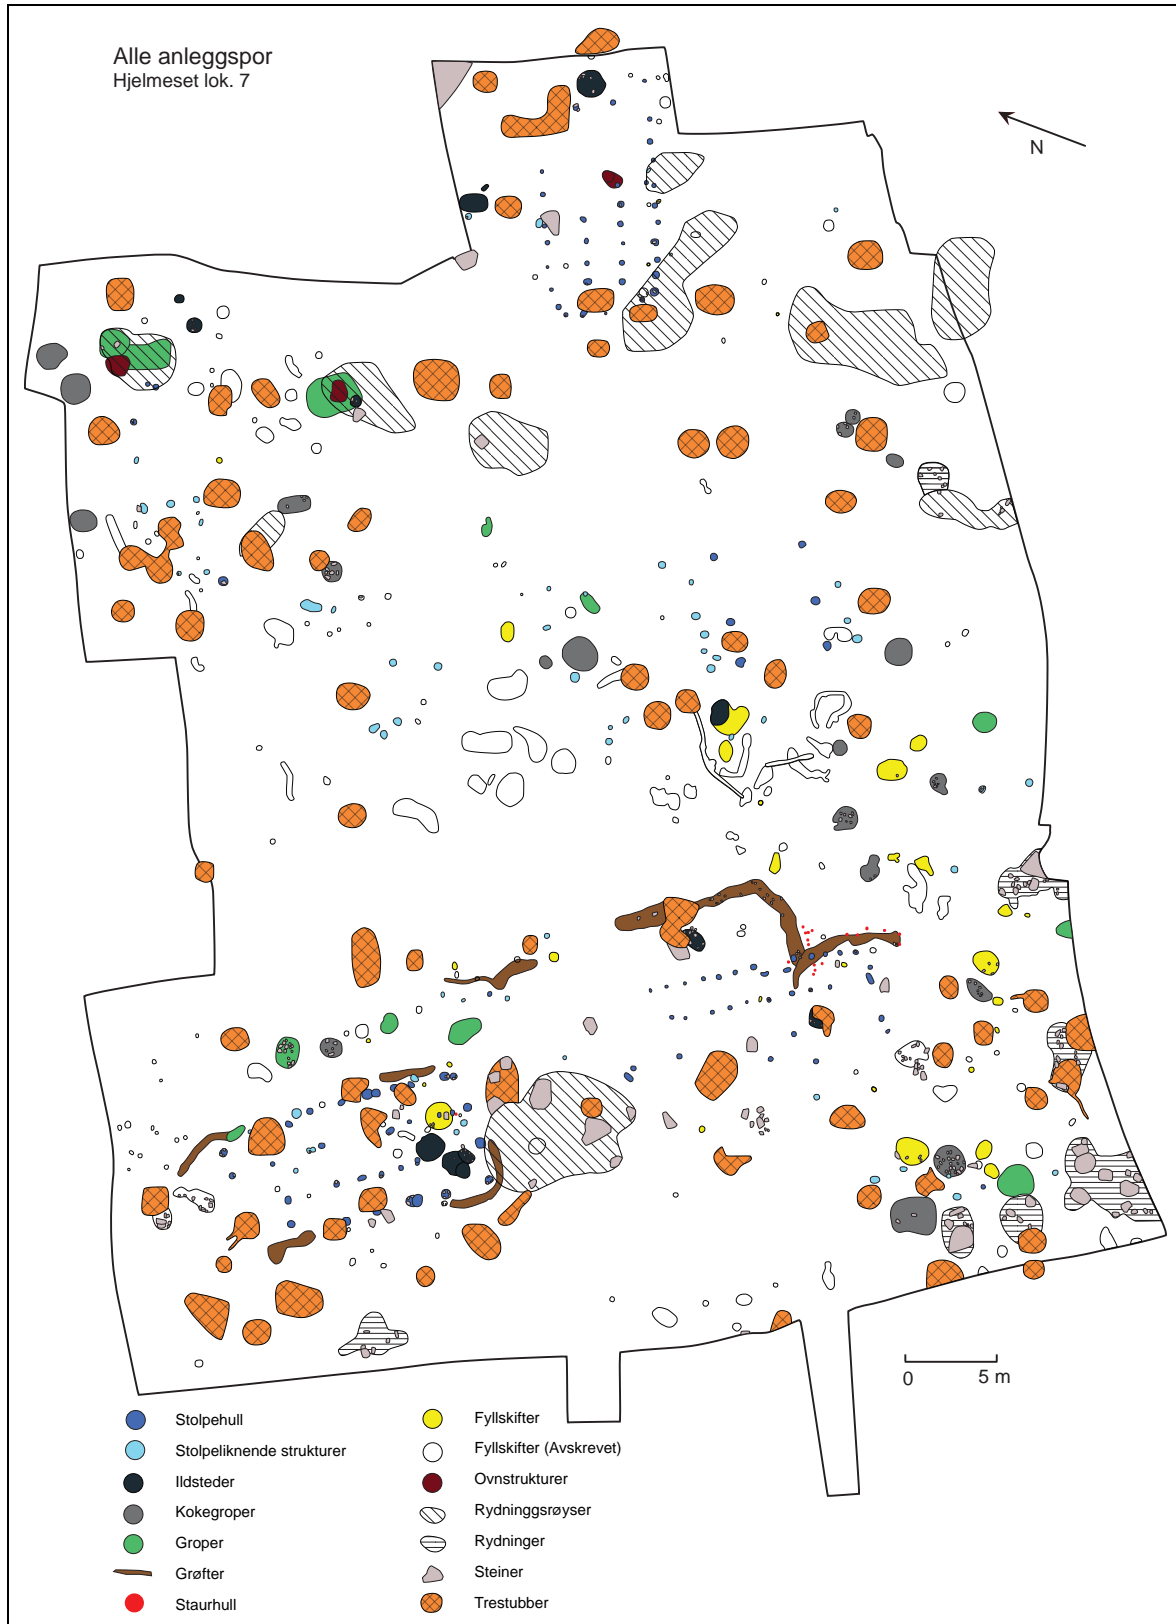 Alle anleggspor
Hjelmeset lok. 7
N
0 5 m
Stolpehull
Stolpeliknende strukturer
Ildsteder
Kokegroper
Groper
Grøfter
Staurhull
Fyllskifter
Fyllskifter (Avskrevet)
Ovnstrukturer
Rydninggsrøyser
Rydninger
Steiner
Trestubber